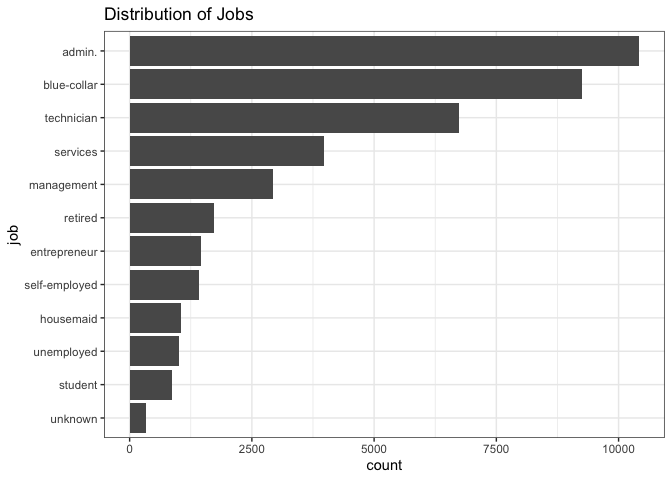 Distribution of Jobs
admin.
blue-collar
technician
services
management
retired
entrepreneur
self-employed
housemaid
unemployed
student
unknown
job
0 2500 5000 7500 10000
count